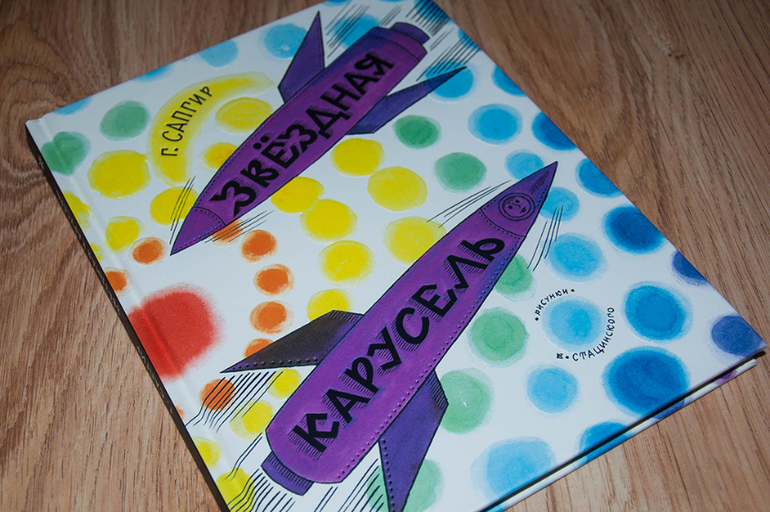 Г. САПГИР
ЗВЁЗДНАЯ
КАРУСЕЛЬ
• РИСУНКИ •
В. СТАЦИНСКОГО